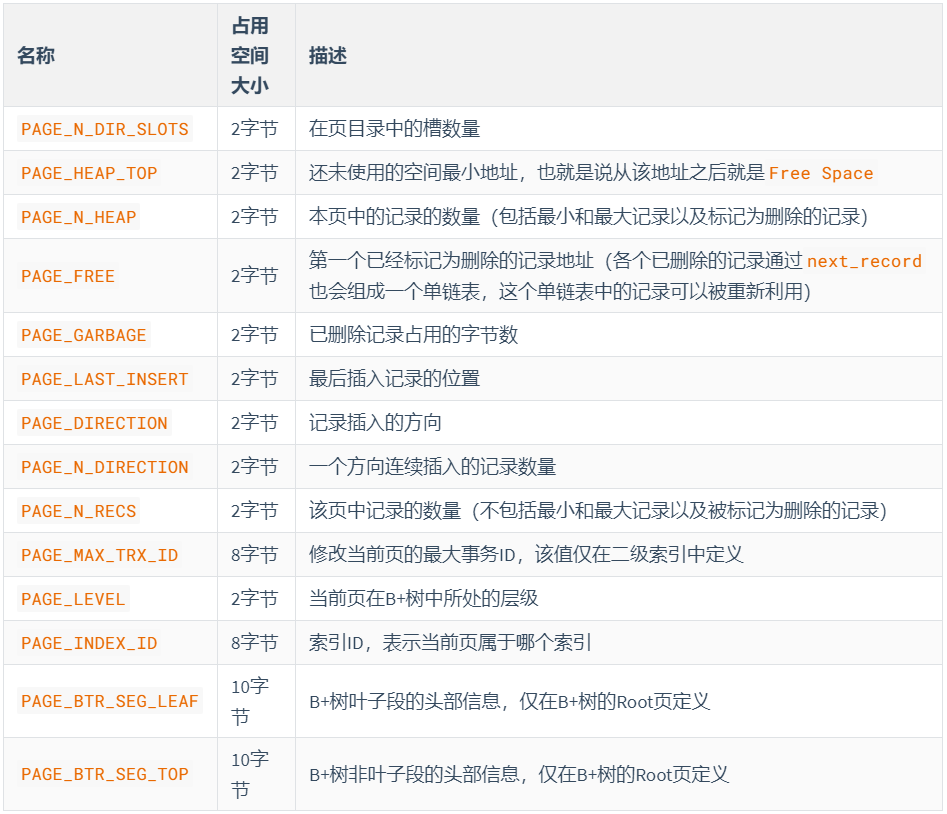 名称
占用
空间
大小
描述
PAGE_N_DIR_SLOTS
2字节
在页目录中的槽数量
PAGE_HEAP_TOP
2字节
还未使用的空间最小地址，也就是说从该地址之后就是 Free Space
PAGE_N_HEAP
2字节
本页中的记录的数量（包括最小和最大记录以及标记为删除的记录）
PAGE_FREE
2字节
第一个已经标记为删除的记录地址（各个已删除的记录通过 next_record
也会组成一个单链表，这个单链表中的记录可以被重新利用）
PAGE_GARBAGE
2字节
已删除记录占用的字节数
PAGE_LAST_INSERT
2字节
最后插入记录的位置
PAGE_DIRECTION
2字节
记录插入的方向
PAGE_N_DIRECTION
2字节
一个方向连续插入的记录数量
PAGE_N_RECS
2字节
该页中记录的数量（不包括最小和最大记录以及被标记为删除的记录）
PAGE_MAX_TRX_ID
8字节
修改当前页的最大事务ID，该值仅在二级索引中定义
PAGE_LEVEL
2字节
当前页在B+树中所处的层级
PAGE_INDEX_ID
8字节
索引ID，表示当前页属于哪个索引
PAGE_BTR_SEG_LEAF
10字
节
B+树叶子段的头部信息，仅在B+树的Root页定义
PAGE_BTR_SEG_TOP
10字
节
B+树非叶子段的头部信息，仅在B+树的Root页定义